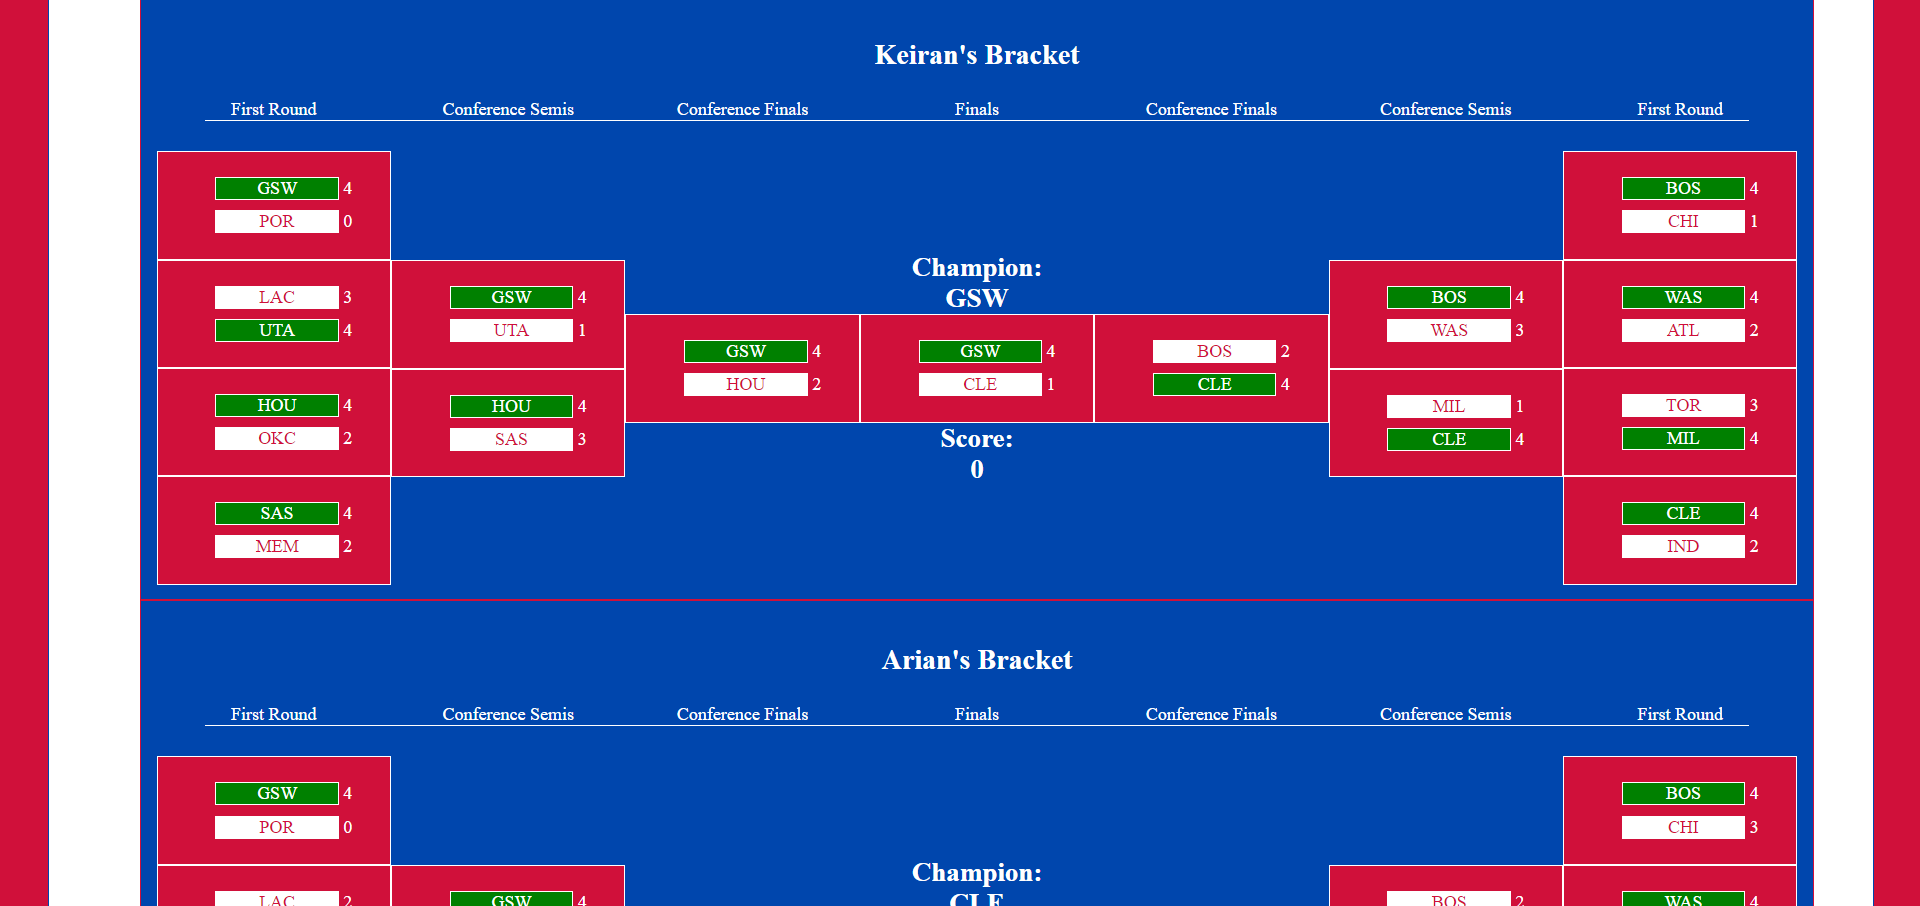 Keiran's Bracket
First Round Conference Semis Conference Finals Finals Conference Finals Conference Semis First Round
GSW 4
POR 0
LAC 3
UTA 4
HOU 4
OKC 2
SAS 4
MEM 2
GSW 4
UTA 1
HOU 4
SAS 3
GSW 4
HOU 2
Champion:
GSW
GSW 4
CLE 1
Score:
0
BOS 2
CLE 4
BOS 4
WAS 3
MIL 1
CLE 4
BOS 4
CHI 1
WAS 4
ATL 2
TOR 3
MIL 4
CLE 4
IND 2
Arian's Bracket
First Round Conference Semis Conference Finals Finals Conference Finals Conference Semis First Round
GSW 4
POR 0
LAC 2
GSW 4
Champion:
CLE
BOS 2
BOS 4
CHI 3
WAS 4